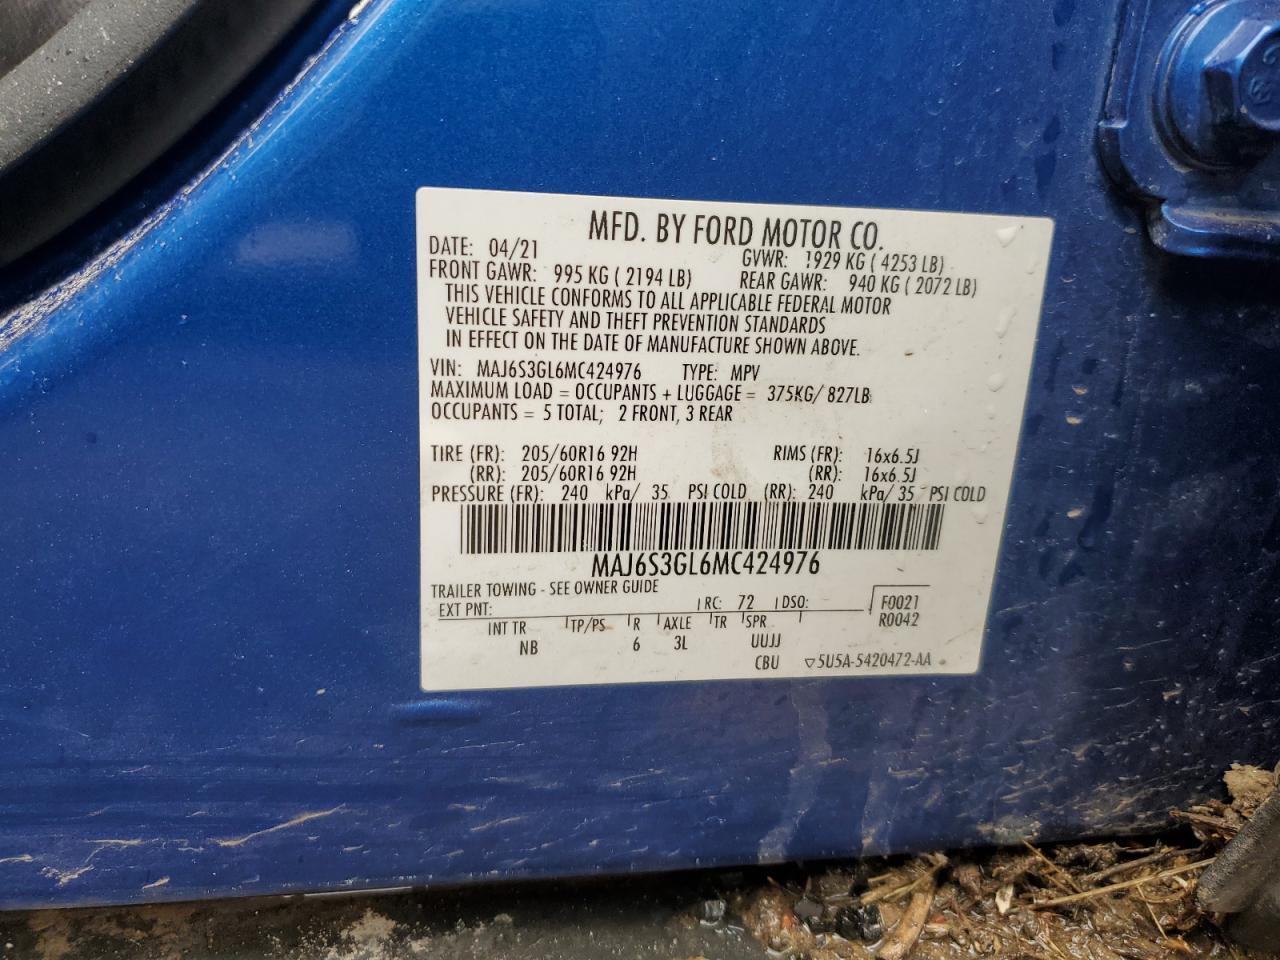 MFD. BY FORD MOTOR CO.
DATE: 04/21 GVWR: 1929 KG ( 4253 LB)
FRONT GAWR: 995 KG ( 2194 LB) REAR GAWR: 940 KG ( 2072 LB)
THIS VEHICLE CONFORMS TO ALL APPLICABLE FEDERAL MOTOR
VEHICLE SAFETY AND THEFT PREVENTION STANDARDS
IN EFFECT ON THE DATE OF MANUFACTURE SHOWN ABOVE.
VIN: MAJ6S3GL6MC424976 TYPE: MPV
MAXIMUM LOAD = OCCUPANTS + LUGGAGE = 375KG/ 827LB
OCCUPANTS = 5 TOTAL; 2 FRONT, 3 REAR
TIRE (FR): 205/60R16 92H RIMS (FR): 16x6.5J
(RR): 205/60R16 92H (RR): 16x6.5J
PRESSURE (FR): 240 kPa/ 35 PSI COLD (RR): 240 kPa/ 35 PSI COLD
MAJ6S3GL6MC424976
TRAILER TOWING - SEE OWNER GUIDE
EXT PNT: RC: 72 DSO: F0021
R0042
INT TR TP/PS R AXLE TR SPR
NB 6 3L UUJJ
CBU ▽5U5A-5420472-AA